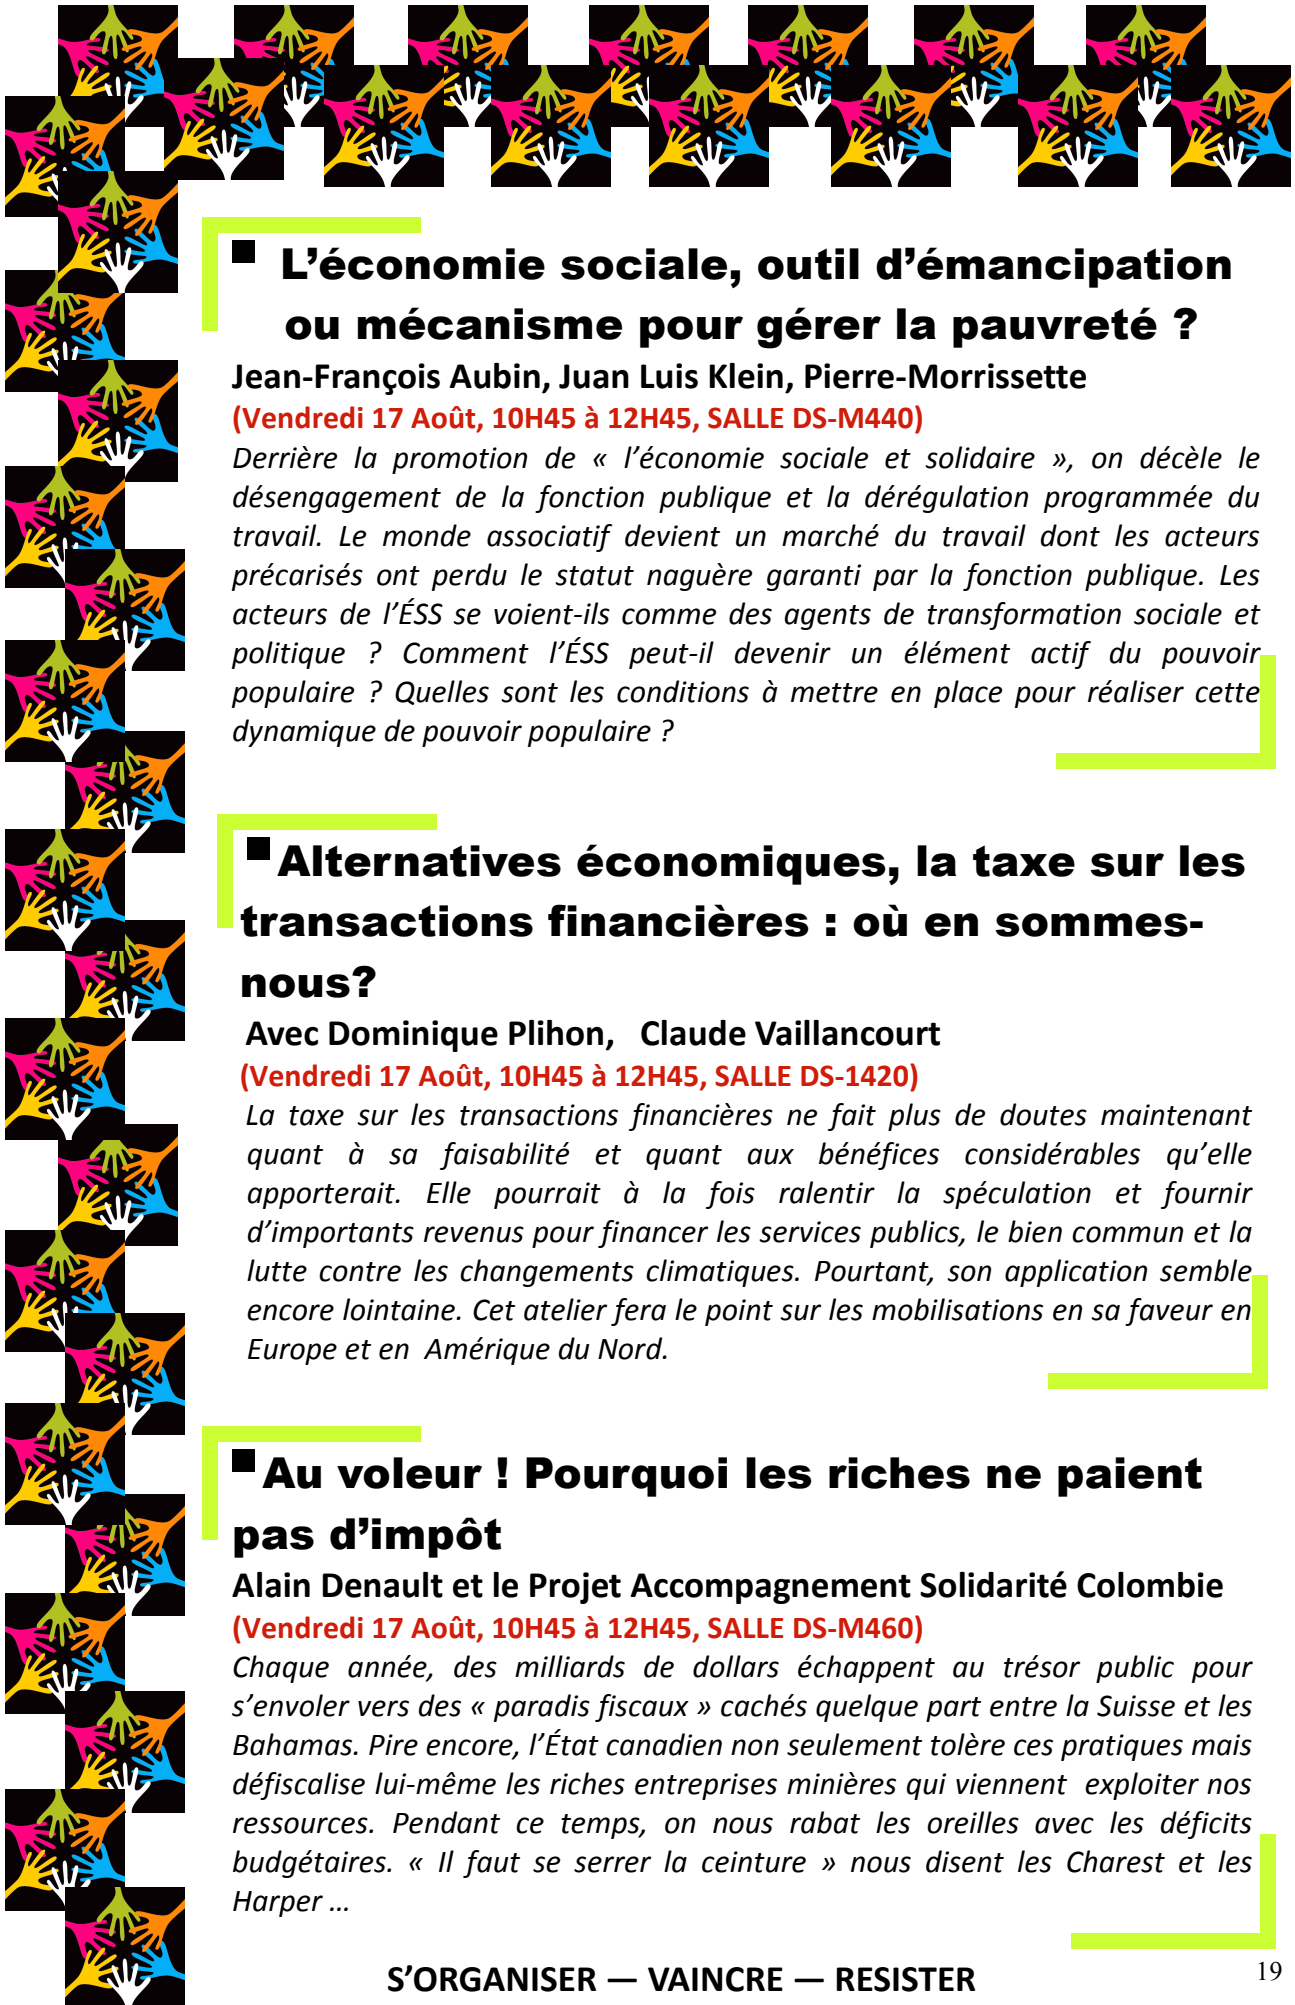 ■ L’économie sociale, outil d’émancipation
ou mécanisme pour gérer la pauvreté ?
Jean-François Aubin, Juan Luis Klein, Pierre-Morrissette
(Vendredi 17 Août, 10H45 à 12H45, SALLE DS-M440)
Derrière la promotion de « l’économie sociale et solidaire », on décèle le
désengagement de la fonction publique et la dérégulation programmée du
travail. Le monde associatif devient un marché du travail dont les acteurs
précarisés ont perdu le statut naguère garanti par la fonction publique. Les
acteurs de l’ÉSS se voient-ils comme des agents de transformation sociale et
politique ? Comment l’ÉSS peut-il devenir un élément actif du pouvoir
populaire ? Quelles sont les conditions à mettre en place pour réaliser cette
dynamique de pouvoir populaire ?
■ Alternatives économiques, la taxe sur les
transactions financières : où en sommes-
nous?
Avec Dominique Plihon, Claude Vaillancourt
(Vendredi 17 Août, 10H45 à 12H45, SALLE DS-1420)
La taxe sur les transactions financières ne fait plus de doutes maintenant
quant à sa faisabilité et quant aux bénéfices considérables qu’elle
apporterait. Elle pourrait à la fois ralentir la spéculation et fournir
d’importants revenus pour financer les services publics, le bien commun et la
lutte contre les changements climatiques. Pourtant, son application semble
encore lointaine. Cet atelier fera le point sur les mobilisations en sa faveur en
Europe et en Amérique du Nord.
■ Au voleur ! Pourquoi les riches ne paient
pas d’impôt
Alain Denault et le Projet Accompagnement Solidarité Colombie
(Vendredi 17 Août, 10H45 à 12H45, SALLE DS-M460)
Chaque année, des milliards de dollars échappent au trésor public pour
s’envoler vers des « paradis fiscaux » cachés quelque part entre la Suisse et les
Bahamas. Pire encore, l’État canadien non seulement tolère ces pratiques mais
défiscalise lui-même les riches entreprises minières qui viennent exploiter nos
ressources. Pendant ce temps, on nous rabat les oreilles avec les déficits
budgétaires. « Il faut se serrer la ceinture » nous disent les Charest et les
Harper …
S’ORGANISER — VAINCRE — RESISTER
19